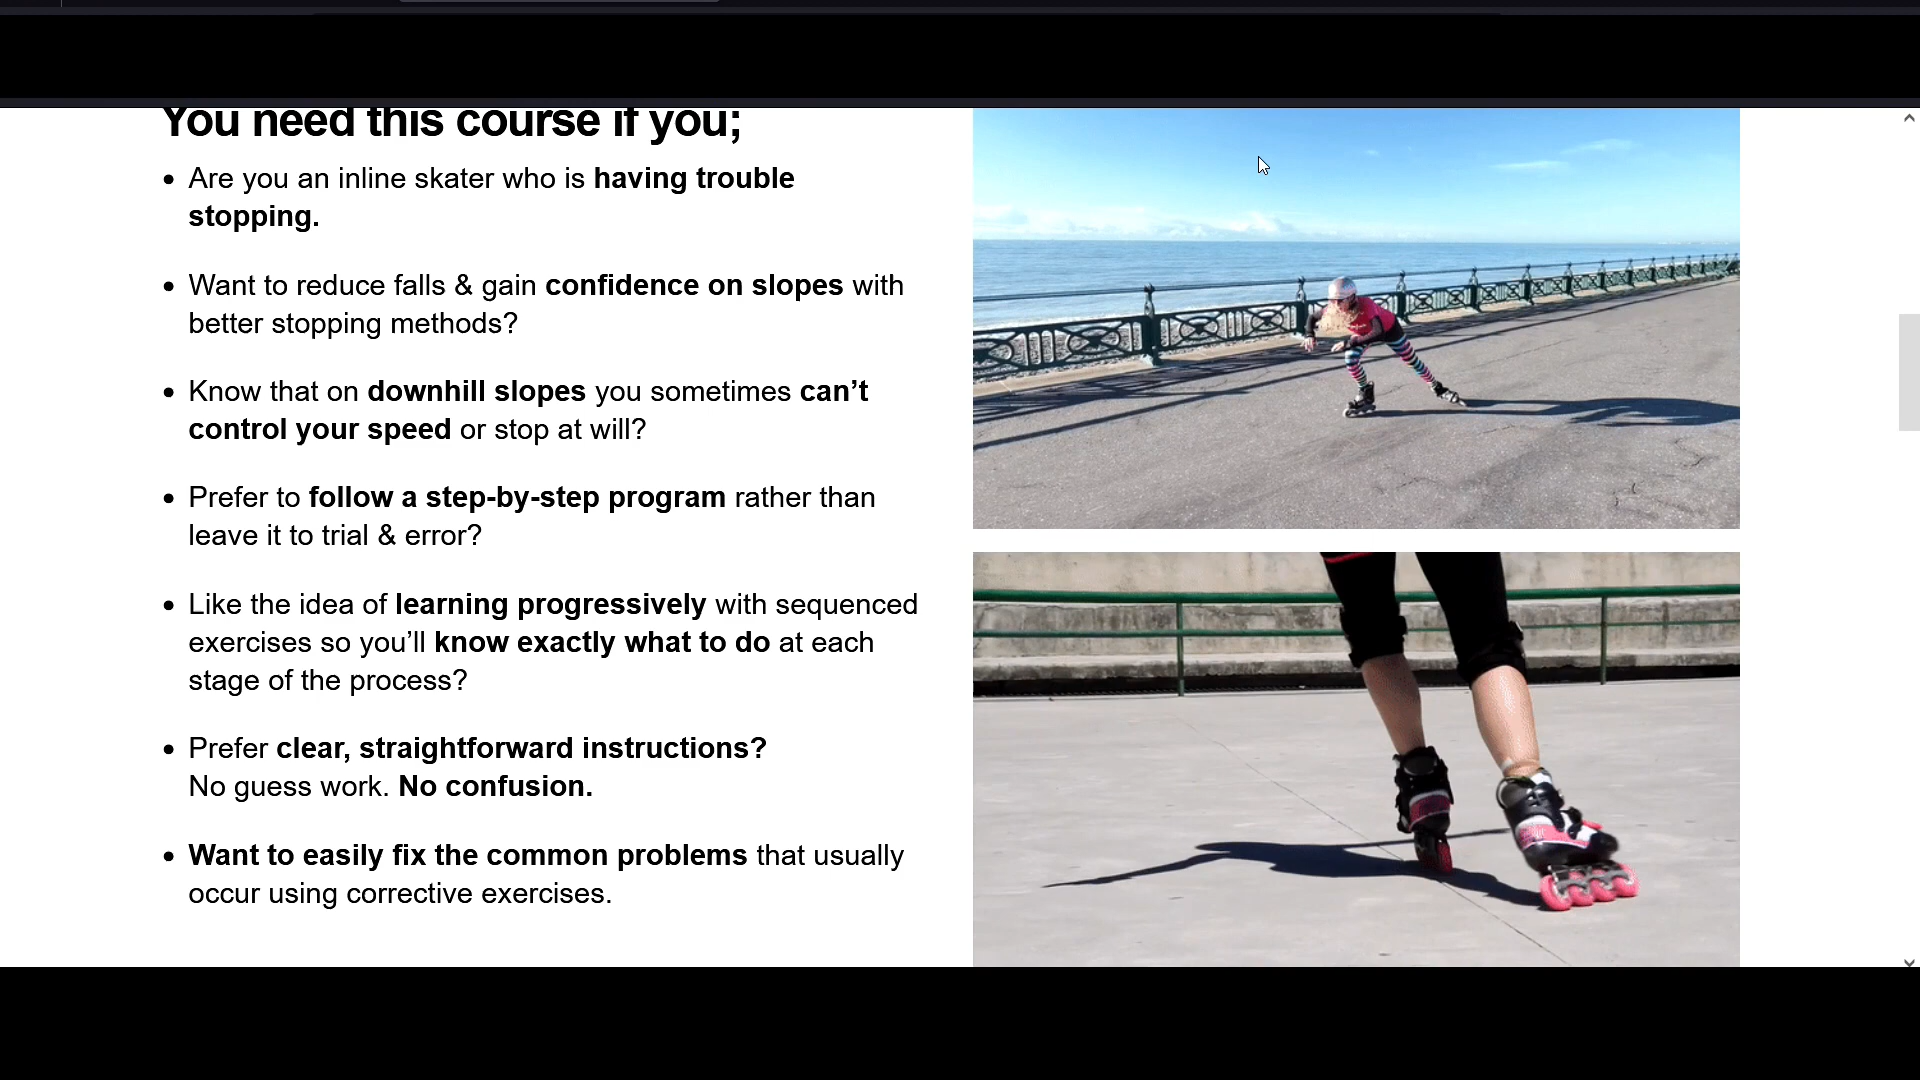 You need this course if you;
• Are you an inline skater who is having trouble
stopping.
• Want to reduce falls & gain confidence on slopes with
better stopping methods?
• Know that on downhill slopes you sometimes can’t
control your speed or stop at will?
• Prefer to follow a step-by-step program rather than
leave it to trial & error?
• Like the idea of learning progressively with sequenced
exercises so you’ll know exactly what to do at each
stage of the process?
• Prefer clear, straightforward instructions?
No guess work. No confusion.
• Want to easily fix the common problems that usually
occur using corrective exercises.